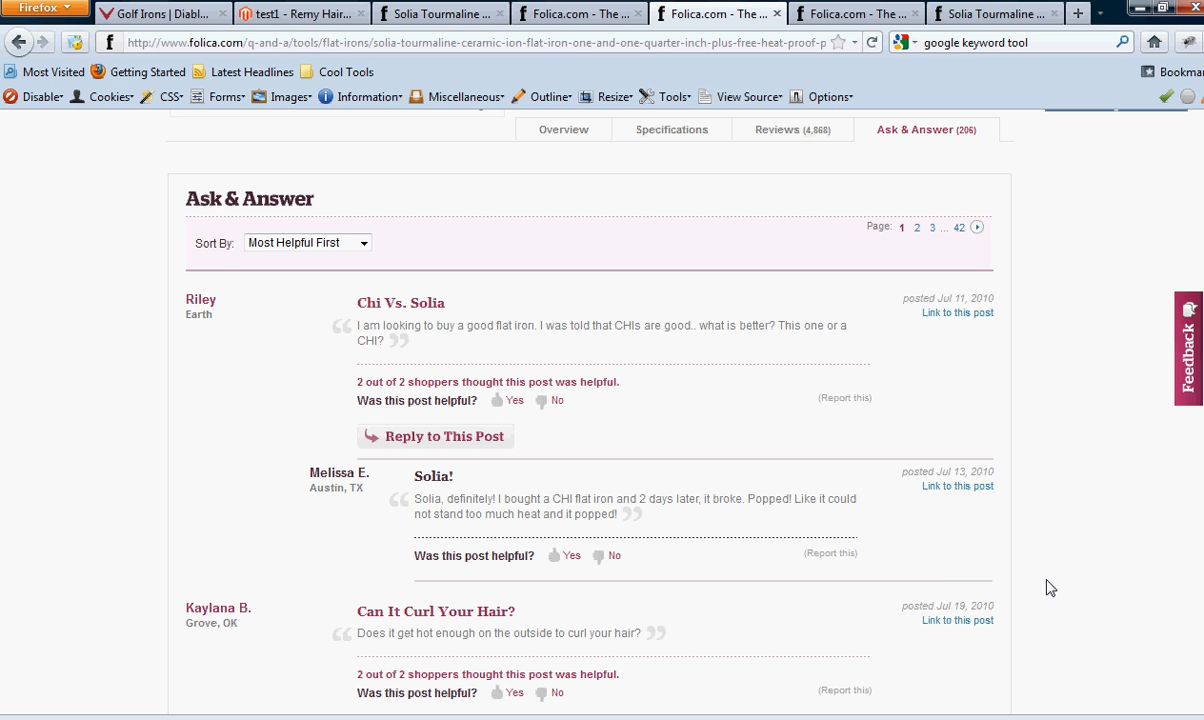 Firefox
Golf Irons | Diabl...
test1 - Remy Hair...
Solia Tourmaline ...
Folica.com - The ...
Folica.com - The ...
Folica.com - The ...
Solia Tourmaline ...
http://www.folica.com/q-and-a/tools/flat-irons/solia-tourmaline-ceramic-ion-flat-iron-one-and-one-quarter-inch-plus-free-heat-proof-p
google keyword tool
Most Visited Getting Started Latest Headlines Cool Tools Bookmar
Disable Cookies CSS Forms Images Information Miscellaneous Outline Resize Tools View Source Options
Overview Specifications Reviews (4,868) Ask & Answer (206)
Ask & Answer
Page: 1 2 3 ... 42
Sort By: Most Helpful First
Riley
Earth
Chi Vs. Solia
posted Jul 11, 2010
Link to this post
“ I am looking to buy a good flat iron. I was told that CHIs are good.. what is better? This one or a
CHI? ”
2 out of 2 shoppers thought this post was helpful.
Was this post helpful? Yes No
(Report this)
Reply to This Post
Melissa E.
Austin, TX
Solia!
posted Jul 13, 2010
Link to this post
“ Solia, definitely! I bought a CHI flat iron and 2 days later, it broke. Popped! Like it could
not stand too much heat and it popped! ”
Was this post helpful? Yes No
(Report this)
Kaylana B.
Grove, OK
Can It Curl Your Hair?
posted Jul 19, 2010
Link to this post
“ Does it get hot enough on the outside to curl your hair? ”
2 out of 2 shoppers thought this post was helpful.
Was this post helpful? Yes No
(Report this)
Feedback